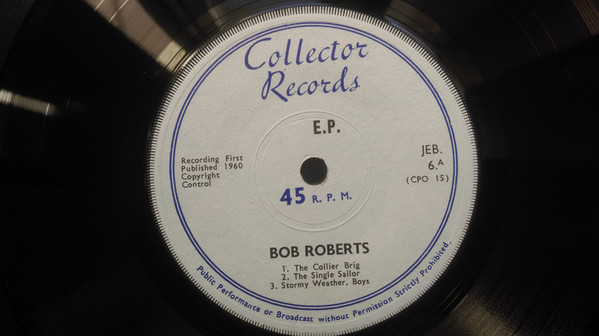 Collector
Records
E.P.
Recording First
Published 1960
Copyright
Control
JEB.
6.A
(CPO 15)
45 R. P. M.
BOB ROBERTS
1. The Collier Brig
2. The Single Sailor
3. Stormy Weather, Boys
Public Performance or Broadcast without Permission Strictly Prohibited.